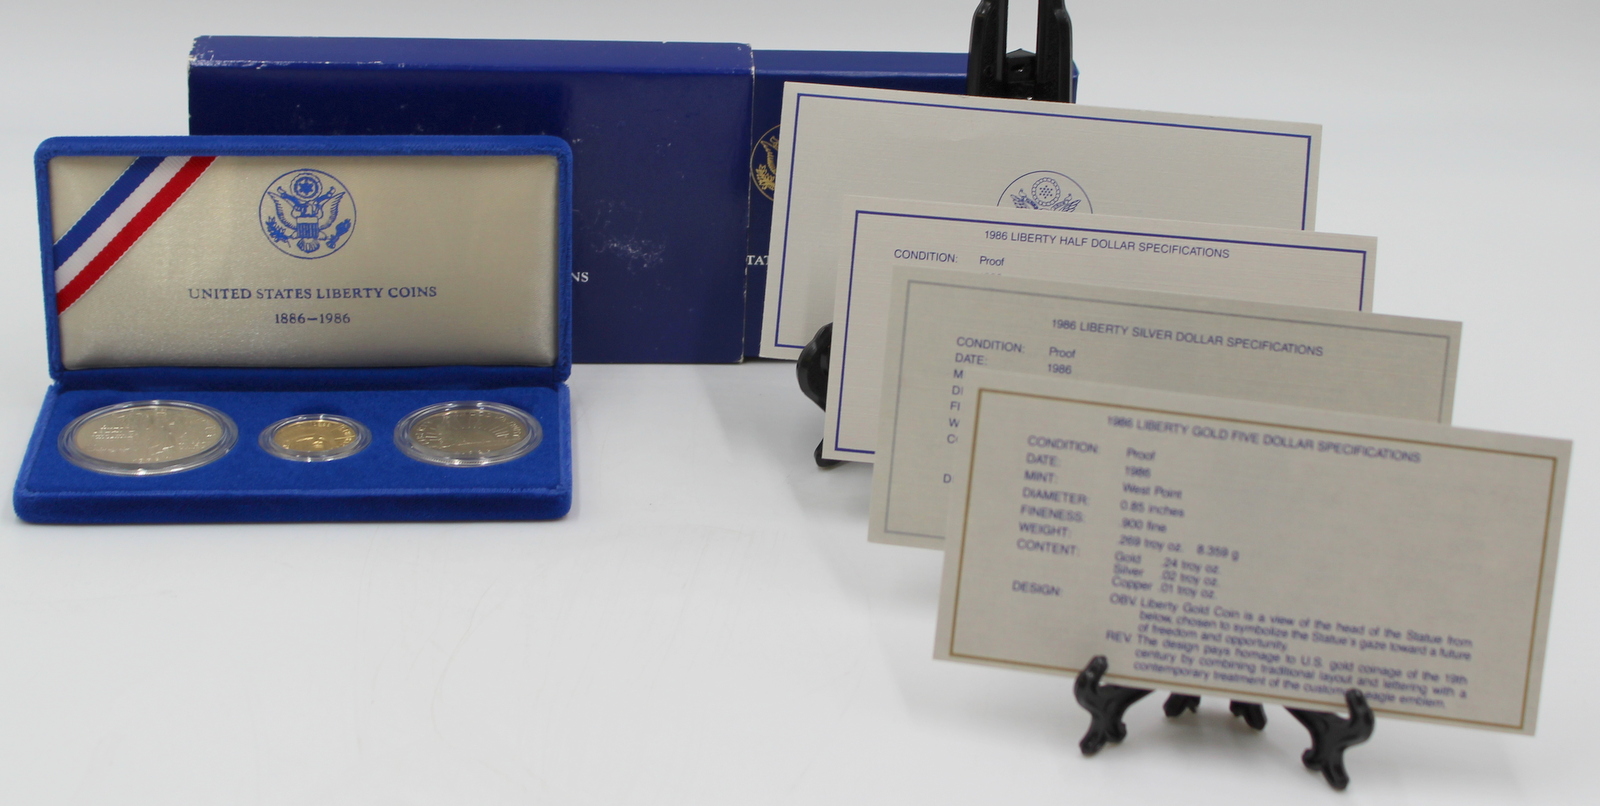 UNITED STATES LIBERTY COINS
1886–1986
NS
TAT
1986 LIBERTY HALF DOLLAR SPECIFICATIONS
CONDITION: Proof
1986 LIBERTY SILVER DOLLAR SPECIFICATIONS
CONDITION: Proof
DATE: 1986
M
DI
FI
W
CO
D
1986 LIBERTY GOLD FIVE DOLLAR SPECIFICATIONS
CONDITION: Proof
DATE: 1986
MINT: West Point
DIAMETER: 0.85 inches
FINENESS: .900 fine
WEIGHT: .269 troy oz. 8.359 g
CONTENT: Gold .24 troy oz.
Silver .02 troy oz.
Copper .01 troy oz.
DESIGN: OBV. Liberty Gold Coin is a view of the head of the Statue from
below, chosen to symbolize the Statue's gaze toward a future
of freedom and opportunity.
REV. The design pays homage to U.S. gold coinage of the 19th
century by combining traditional layout and lettering with a
contemporary treatment of the custom eagle emblem.